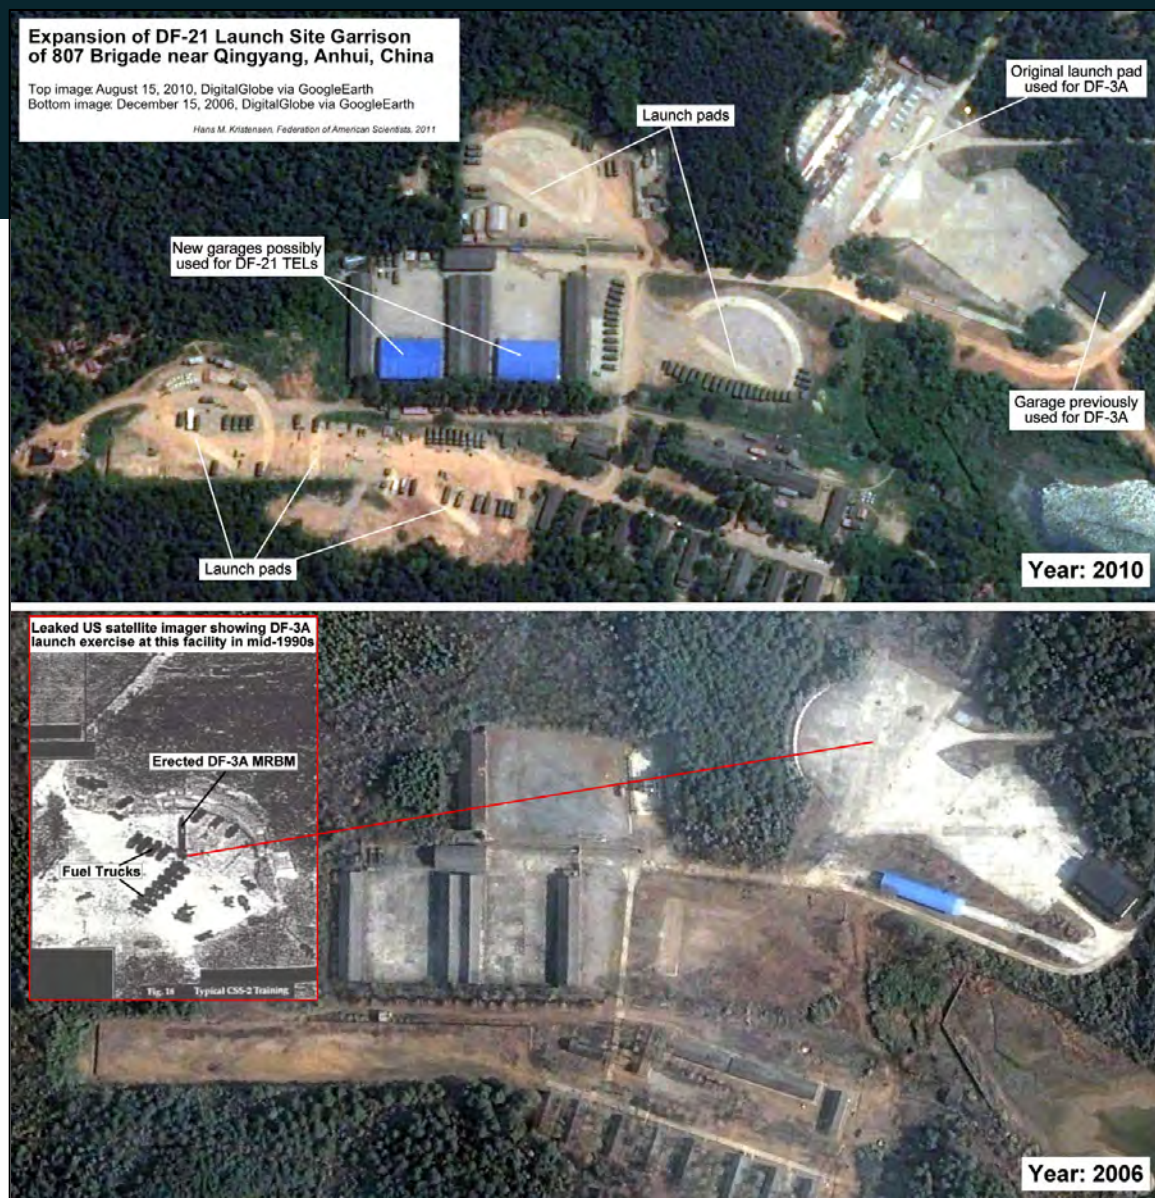 Expansion of DF-21 Launch Site Garrison
of 807 Brigade near Qingyang, Anhui, China
Top image: August 15, 2010, DigitalGlobe via GoogleEarth
Bottom image: December 15, 2006, DigitalGlobe via GoogleEarth
Hans M. Kristensen, Federation of American Scientists, 2011
Original launch pad
used for DF-3A
Launch pads
New garages possibly
used for DF-21 TELs
Garage previously
used for DF-3A
Launch pads
Year: 2010
Leaked US satellite imager showing DF-3A
launch exercise at this facility in mid-1990s
Erected DF-3A MRBM
Fuel Trucks
Fig. 18 Typical CSS-2 Training
Year: 2006